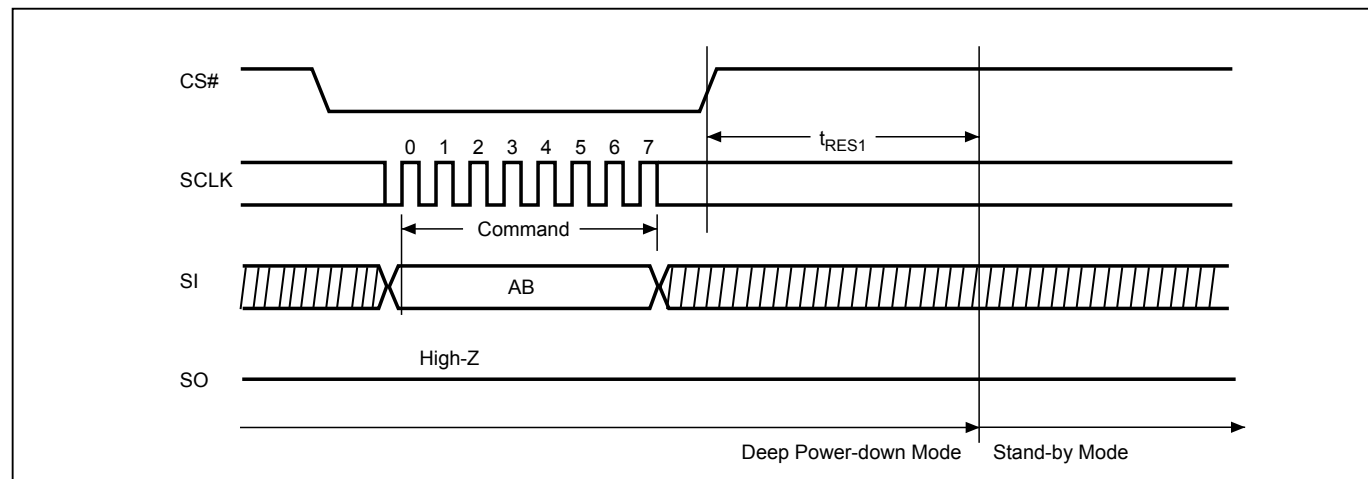 CS#
t_RES1
0 1 2 3 4 5 6 7
SCLK
Command
SI
AB
High-Z
SO
Deep Power-down Mode
Stand-by Mode